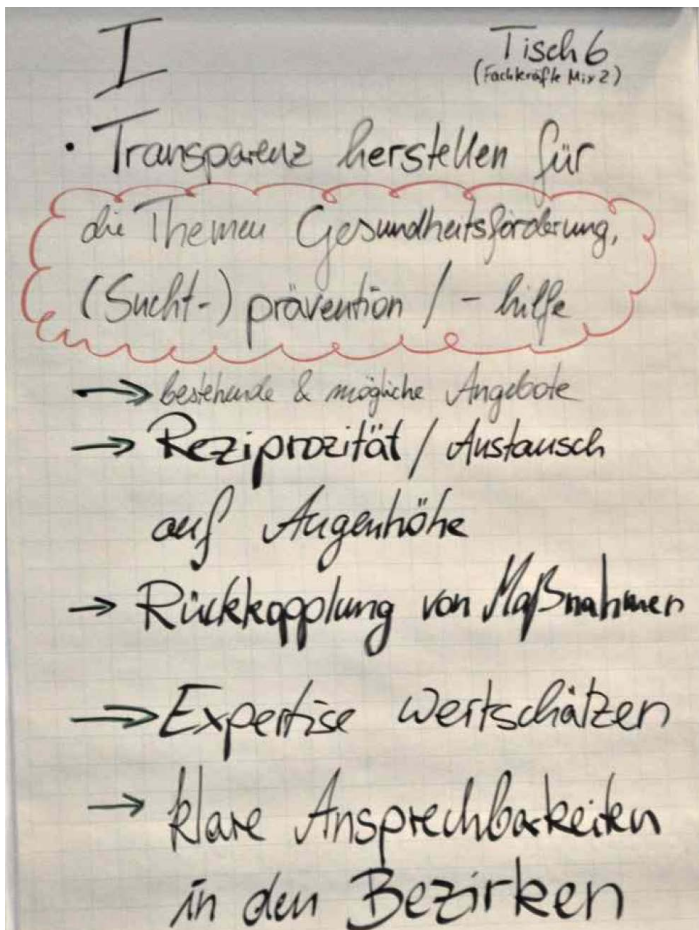 I
Tisch 6
(Fachkräfte Mix 2)
• Transparenz herstellen für
die Themen Gesundheitsförderung,
(Sucht-) prävention / - hilfe
→ bestehende & mögliche Angebote
→ Reziprozität / Austausch
auf Augenhöhe
→ Rückkopplung von Maßnahmen
→ Expertise wertschätzen
→ klare Ansprechbarkeiten
in den Bezirken